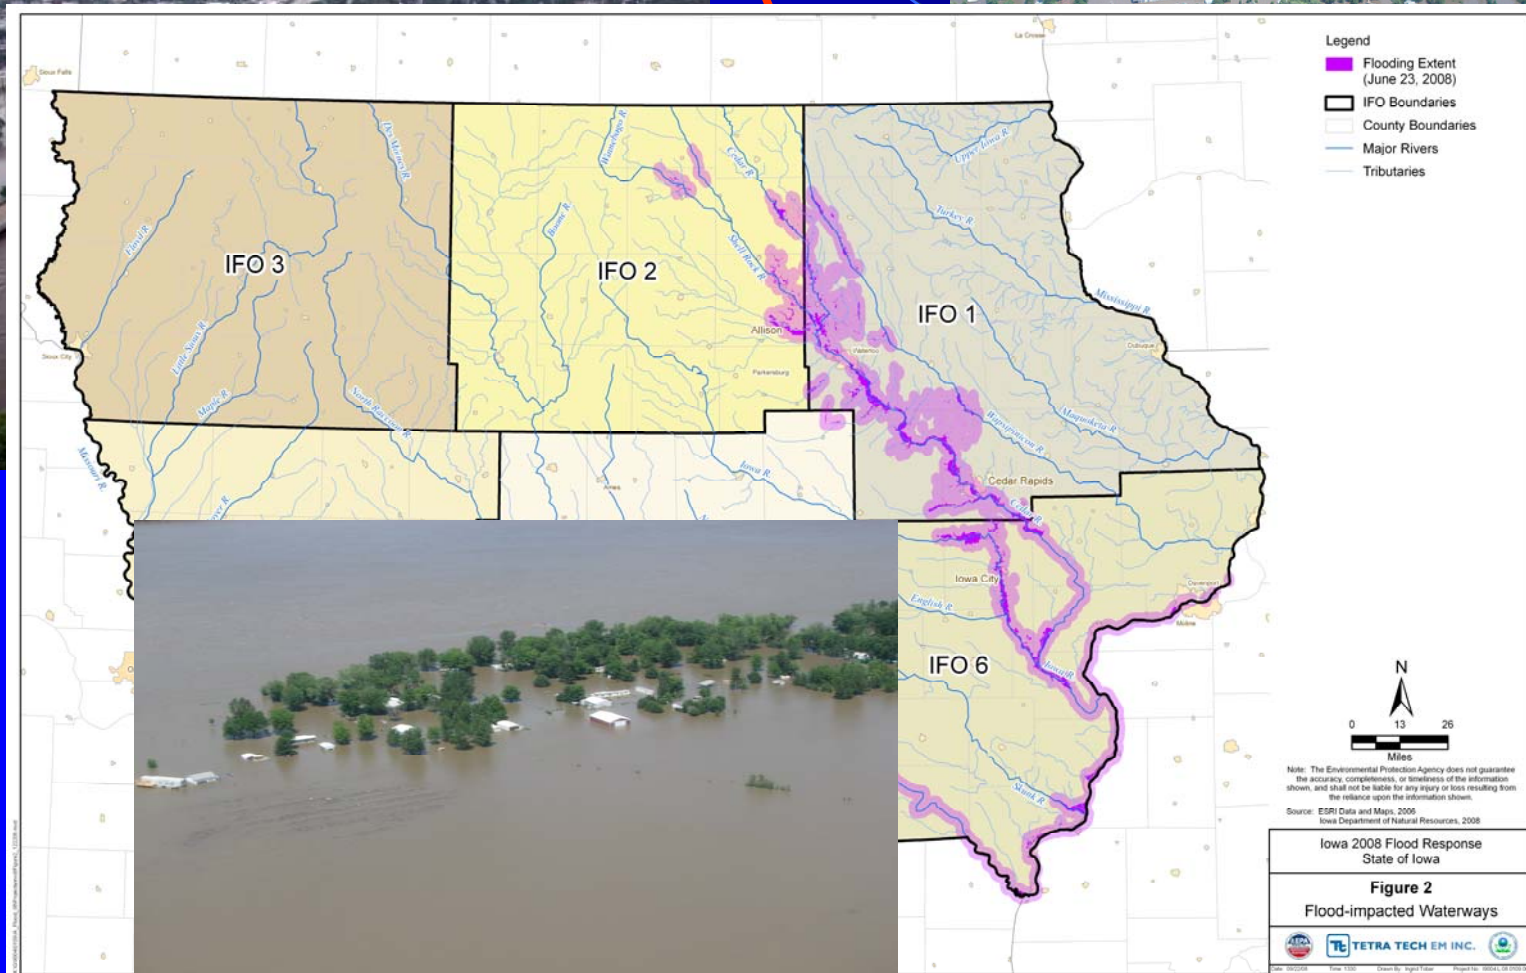 La Crosse
Sioux Falls
Legend
Flooding Extent
(June 23, 2008)
IFO Boundaries
County Boundaries
Major Rivers
Tributaries
Des Moines R.
Winnebago R.
Cedar R.
Upper Iowa R.
Floyd R.
Boone R.
Shell Rock R.
Turkey R.
IFO 3
IFO 2
IFO 1
Mississippi R.
Little Sioux R.
Allison
Waterloo
Dubuque
Sioux City
Parkersburg
Maple R.
North Raccoon R.
Wapsipinicon R.
Maquoketa R.
Missouri R.
Iowa R.
Ames
Cedar Rapids
Cedar R.
Iowa City
Davenport
English R.
Moline
IFO 6
Iowa R.
Skunk R.
N
0 13 26
Miles
Note: The Environmental Protection Agency does not guarantee
the accuracy, completeness, or timeliness of the information
shown, and shall not be liable for any injury or loss resulting from
the reliance upon the information shown.
Source: ESRI Data and Maps, 2006
Iowa Department of Natural Resources, 2008
Iowa 2008 Flood Response
State of Iowa
Figure 2
Flood-impacted Waterways
TETRA TECH EM INC.